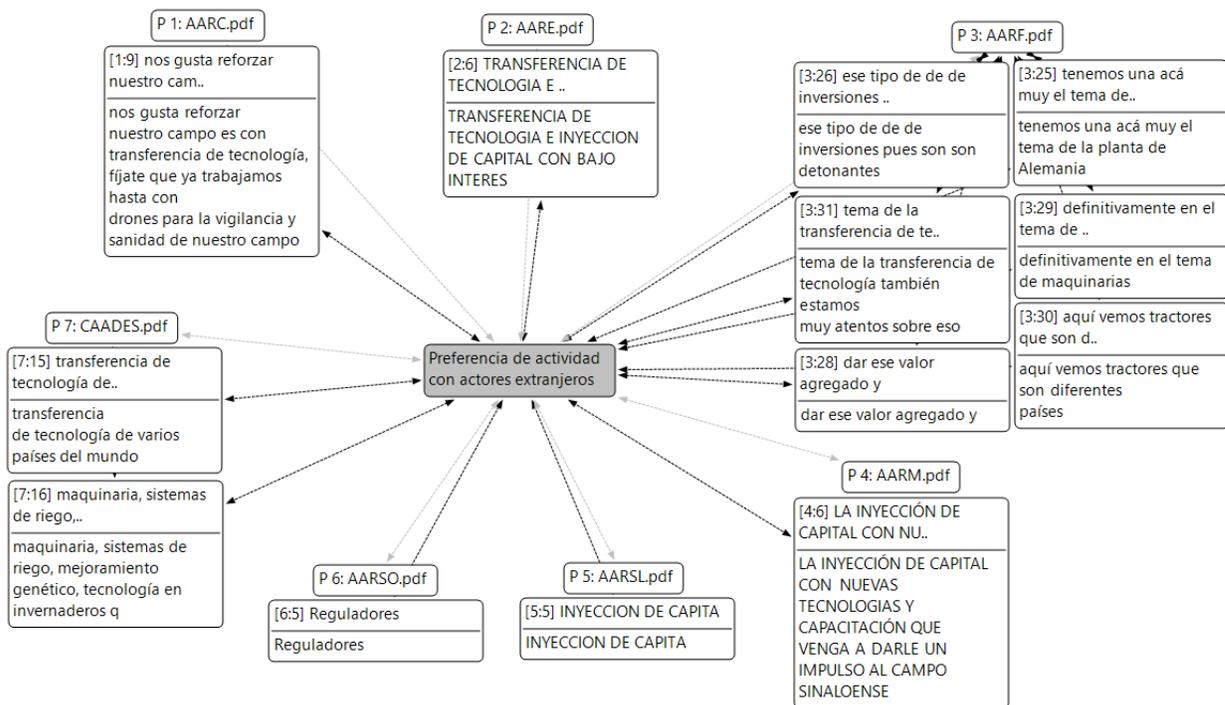 P 1: AARC.pdf
[1:9] nos gusta reforzar
nuestro cam..
nos gusta reforzar
nuestro campo es con
transferencia de tecnología,
fíjate que ya trabajamos
hasta con
drones para la vigilancia y
sanidad de nuestro campo
P 2: AARE.pdf
[2:6] TRANSFERENCIA DE
TECNOLOGIA E ..
TRANSFERENCIA DE
TECNOLOGIA E INYECCION
DE CAPITAL CON BAJO
INTERES
P 3: AARF.pdf
[3:26] ese tipo de de de
inversiones ..
ese tipo de de de
inversiones pues son son
detonantes
[3:25] tenemos una acá
muy el tema de..
tenemos una acá muy el
tema de la planta de
Alemania
[3:31] tema de la
transferencia de te..
tema de la transferencia de
tecnología también
estamos
muy atentos sobre eso
[3:29] definitivamente en el
tema de ..
definitivamente en el tema
de maquinarias
[3:28] dar ese valor
agregado y
dar ese valor agregado y
[3:30] aquí vemos tractores
que son d..
aquí vemos tractores que
son diferentes
países
Preferencia de actividad
con actores extranjeros
P 7: CAADES.pdf
[7:15] transferencia de
tecnología de..
transferencia
de tecnología de varios
países del mundo
[7:16] maquinaria, sistemas
de riego,..
maquinaria, sistemas de
riego, mejoramiento
genético, tecnología en
invernaderos q
P 6: AARSO.pdf
[6:5] Reguladores
Reguladores
P 5: AARSL.pdf
[5:5] INYECCION DE CAPITA
INYECCION DE CAPITA
P 4: AARM.pdf
[4:6] LA INYECCIÓN DE
CAPITAL CON NU..
LA INYECCIÓN DE CAPITAL
CON NUEVAS
TECNOLOGIAS Y
CAPACITACIÓN QUE
VENGA A DARLE UN
IMPULSO AL CAMPO
SINALOENSE